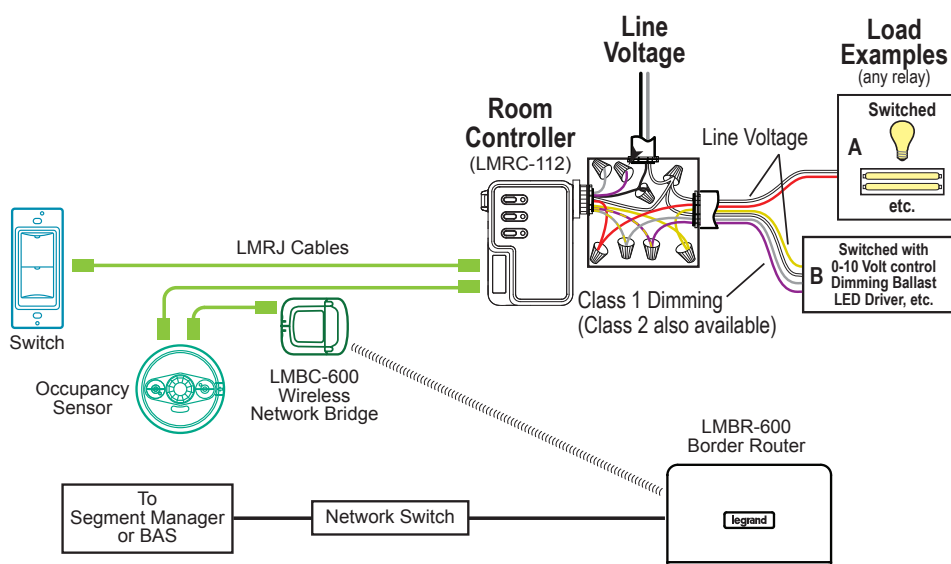 Line
Voltage
Load
Examples
(any relay)
Switched
A
etc.
Room
Controller
(LMRC-112)
Line Voltage
LMRJ Cables
B
Switched with
0-10 Volt control
Dimming Ballast
LED Driver, etc.
Class 1 Dimming
(Class 2 also available)
Switch
Occupancy
Sensor
LMBC-600
Wireless
Network Bridge
LMBR-600
Border Router
legrand
To
Segment Manager
or BAS
Network Switch